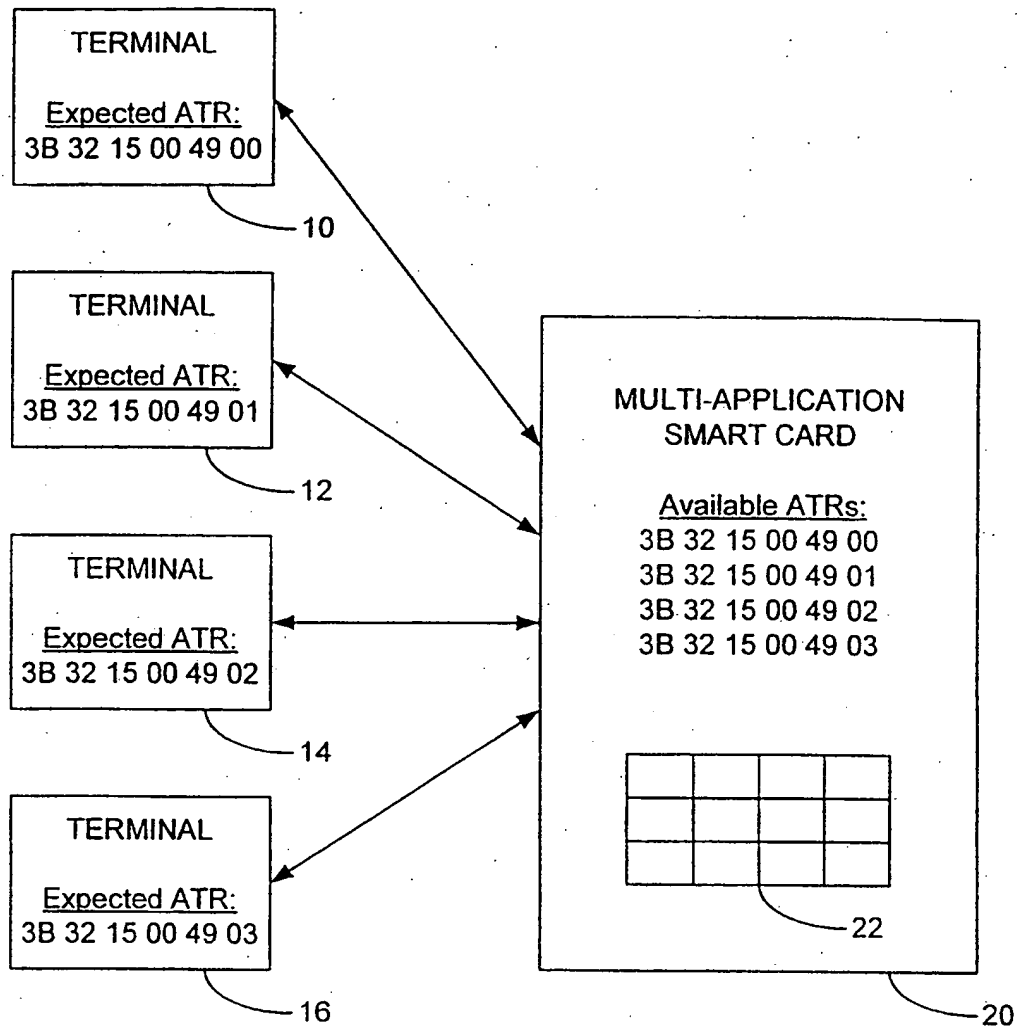 TERMINAL
Expected ATR:
3B 32 15 00 49 00
10
TERMINAL
Expected ATR:
3B 32 15 00 49 01
12
TERMINAL
Expected ATR:
3B 32 15 00 49 02
14
TERMINAL
Expected ATR:
3B 32 15 00 49 03
16
MULTI-APPLICATION
SMART CARD
Available ATRs:
3B 32 15 00 49 00
3B 32 15 00 49 01
3B 32 15 00 49 02
3B 32 15 00 49 03
22
20